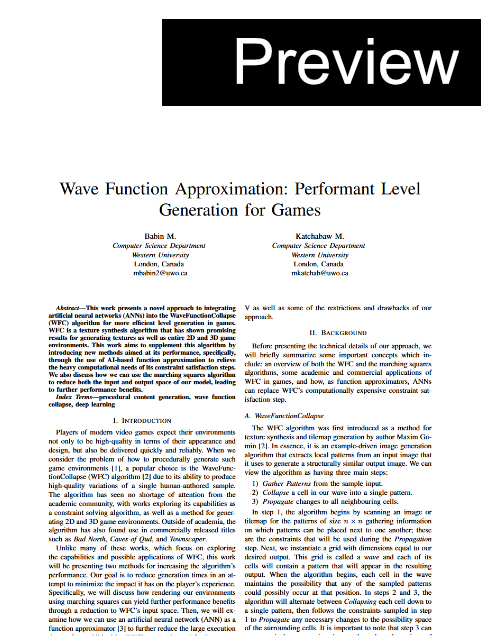 Preview
Wave Function Approximation: Performant Level
Generation for Games
Babin M.
Computer Science Department
Western University
London, Canada
mbabin2@uwo.ca
Katchabaw M.
Computer Science Department
Western University
London, Canada
mkatchab@uwo.ca
Abstract—This work presents a novel approach to integrating
artificial neural networks (ANNs) into the WaveFunctionCollapse
(WFC) algorithm for more efficient level generation in games.
WFC is a texture synthesis algorithm that has shown promising
results for generating textures as well as entire 2D and 3D game
environments. This work aims to supplement this algorithm by
introducing new methods aimed at its performance, specifically,
through the use of AI-based function approximation to relieve
the heavy computational needs of its constraint satisfaction steps.
We also discuss how we can use the marching squares algorithm
to reduce both the input and output space of our model, leading
to further performance benefits.
Index Terms—procedural content generation, wave function
collapse, deep learning
I. INTRODUCTION
Players of modern video games expect their environments
not only to be high-quality in terms of their appearance and
design, but also be delivered quickly and reliably. When we
consider the problem of how to procedurally generate such
game environments [1], a popular choice is the WaveFunc-
tionCollapse (WFC) algorithm [2] due to its ability to produce
high-quality variations of a single human-authored sample.
The algorithm has seen no shortage of attention from the
academic community, with works exploring its capabilities as
a constraint solving algorithm, as well as a method for gener-
ating 2D and 3D game environments. Outside of academia, the
algorithm has also found use in commercially released titles
such as Bad North, Caves of Qud, and Townscaper.
Unlike many of these works, which focus on exploring
the capabilities and possible applications of WFC, this work
will be presenting two methods for increasing the algorithm's
performance. Our goal is to reduce generation times in an at-
tempt to minimize the impact it has on the player's experience.
Specifically, we will discuss how rendering our environments
using marching squares can yield further performance benefits
through a reduction to WFC's input space. Then, we will ex-
amine how we can use an artificial neural network (ANN) as a
function approximator [3] to further reduce the large execution
V as well as some of the restrictions and drawbacks of our
approach.
II. BACKGROUND
Before presenting the technical details of our approach, we
will briefly summarize some important concepts which in-
clude: an overview of both the WFC and the marching squares
algorithms, some academic and commercial applications of
WFC in games, and how, as function approximators, ANNs
can replace WFC's computationally expensive constraint sat-
isfaction step.
A. WaveFunctionCollapse
The WFC algorithm was first introduced as a method for
texture synthesis and tilemap generation by author Maxim Gu-
min [2]. In essence, it is an example-driven image generation
algorithm that extracts local patterns from an input image that
it uses to generate a structurally similar output image. We can
view the algorithm as having three main steps:
1) Gather Patterns from the sample input.
2) Collapse a cell in our wave into a single pattern.
3) Propagate changes to all neighbouring cells.
In step 1, the algorithm begins by scanning an image or
tilemap for the patterns of size n × n gathering information
on which patterns can be placed next to one another; these
are the constraints that will be used during the Propagation
step. Next, we instantiate a grid with dimensions equal to our
desired output. This grid is called a wave and each of its
cells will contain a pattern that will appear in the resulting
output. When the algorithm begins, each cell in the wave
maintains the possibility that any of the sampled patterns
could possibly occur at that position. In steps 2 and 3, the
algorithm will alternate between Collapsing each cell down to
a single pattern, then follows the constraints sampled in step
1 to Propagate any necessary changes to the possibility space
of the surrounding cells. It is important to note that step 3 can